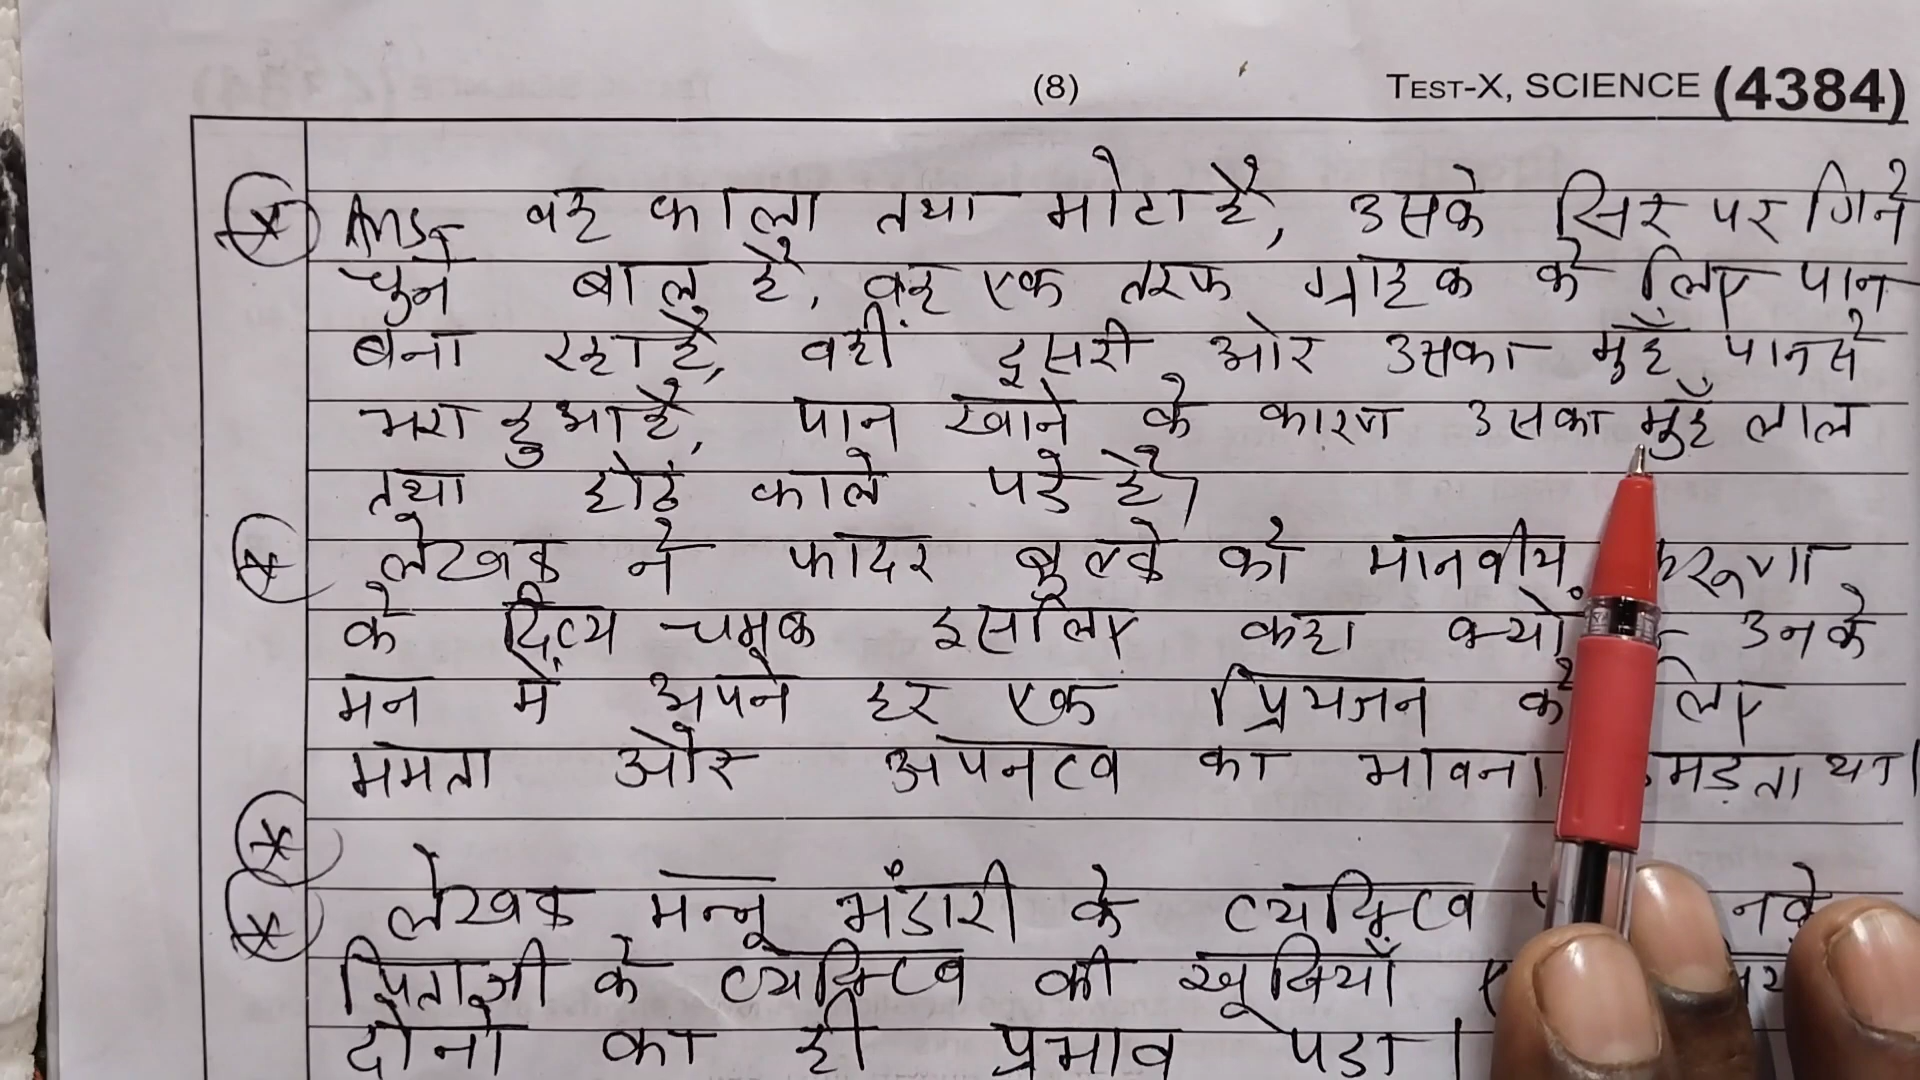 (8) TEST-X, SCIENCE (4384)
Ans- वह काला तथा मोटा है, उसके सिर पर गिने
चुने बाल है, वह एक तरफ ग्राहक के लिए पान
बना रहा है, वहीं दूसरी ओर उसका मुहँ पान से
भरा हुआ है, पान खाने के कारण उसका मुहँ लाल
तथा होठ काले पडे है।
लेखक ने फादर बुल्के को मानवीय करूणा
के दिव्य चमक इसलिए कहा उनके
मन में अपने हर एक प्रियजन के लिए
ममता और अपनत्व का भावना उमड़ता था।
लेखक मन्नू भंडारी के व्यक्तित्व
पिताजी के व्यक्तित्व की खूबियाँ
दोनो का ही प्रभाव पडा।